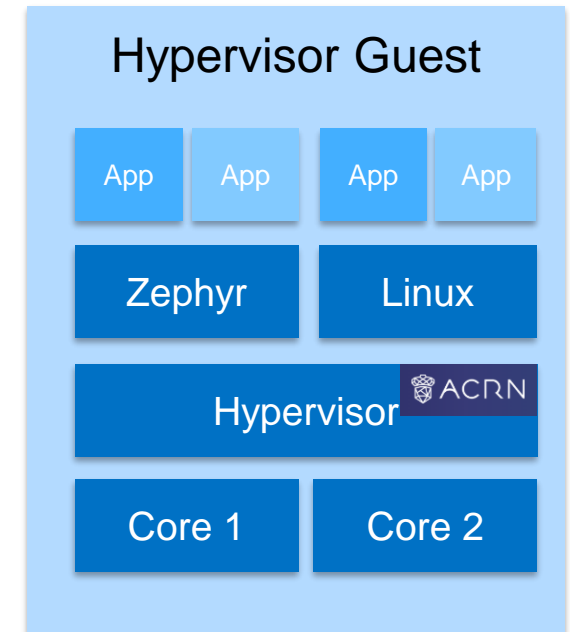 Hypervisor Guest
App App App App
Zephyr Linux
ACRN
Hypervisor
Core 1 Core 2